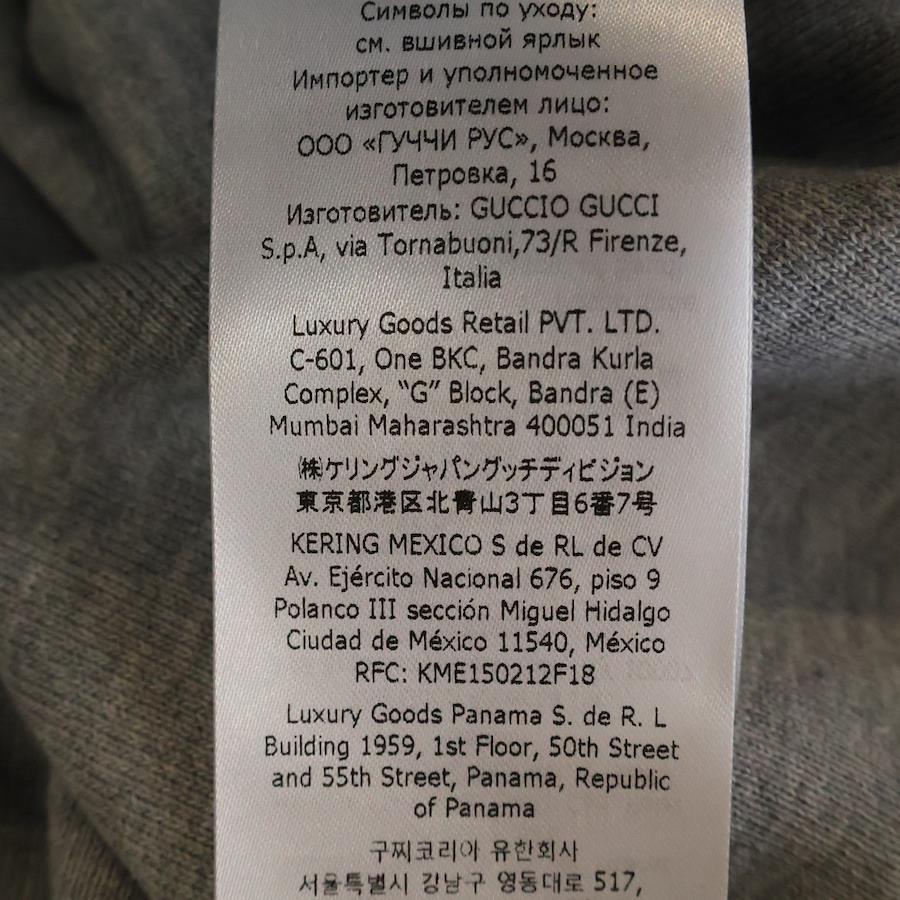 Символы по уходу:
см. вшивной ярлык
Импортер и уполномоченное
изготовителем лицо:
ООО «ГУЧЧИ РУС», Москва,
Петровка, 16
Изготовитель: GUCCIO GUCCI
S.p.A, via Tornabuoni,73/R Firenze,
Italia
Luxury Goods Retail PVT. LTD.
C-601, One BKC, Bandra Kurla
Complex, “G” Block, Bandra (E)
Mumbai Maharashtra 400051 India
㈱ケリングジャパングッチディビジョン
東京都港区北青山3丁目6番7号
KERING MEXICO S de RL de CV
Av. Ejército Nacional 676, piso 9
Polanco III sección Miguel Hidalgo
Ciudad de México 11540, México
RFC: KME150212F18
Luxury Goods Panama S. de R. L
Building 1959, 1st Floor, 50th Street
and 55th Street, Panama, Republic
of Panama
구찌코리아 유한회사
서울특별시 강남구 영동대로 517,